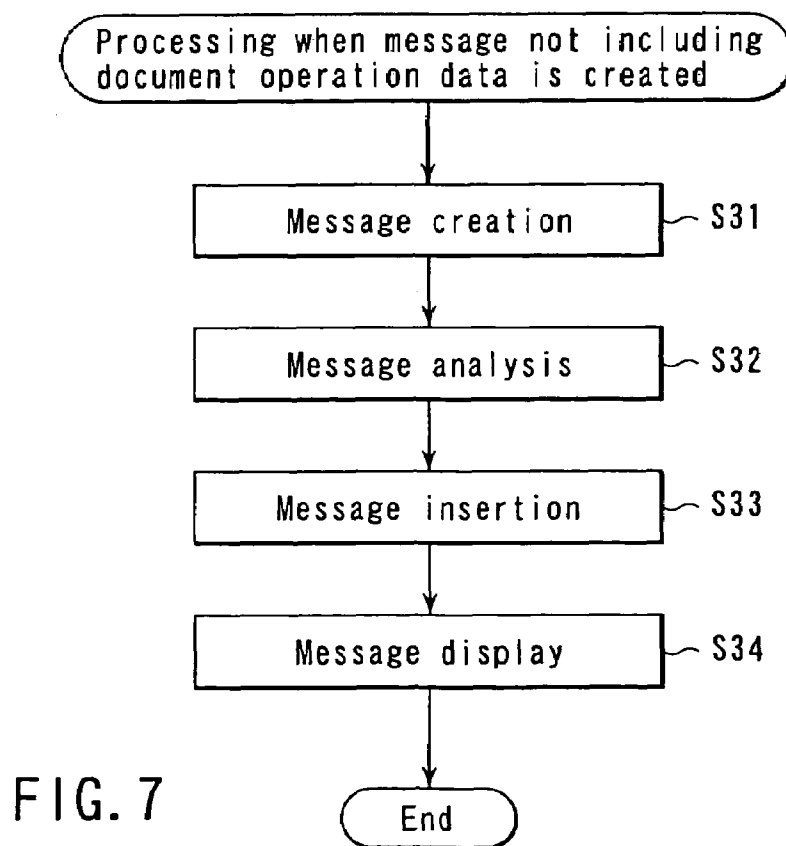 Processing when message not including
document operation data is created
Message creation
S31
Message analysis
S32
Message insertion
S33
Message display
S34
End
FIG. 7